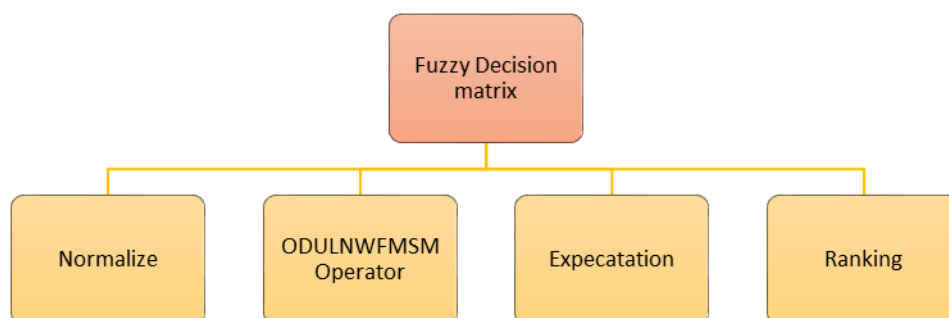 Fuzzy Decision
matrix
Normalize
ODULNWFMSM
Operator
Expecatation
Ranking